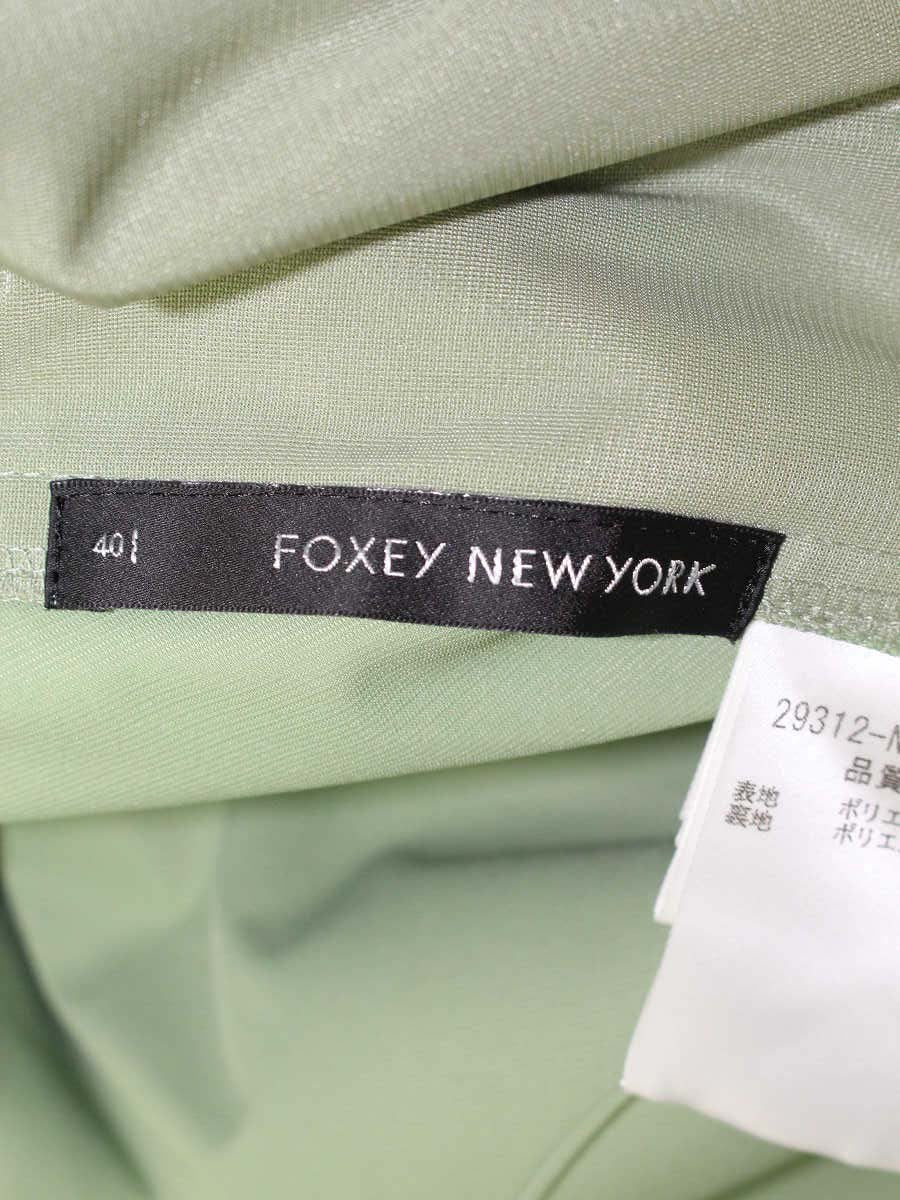 40
FOXEY NEW YORK
29312-N
品質
表地 ポリエ
裏地 ポリエ